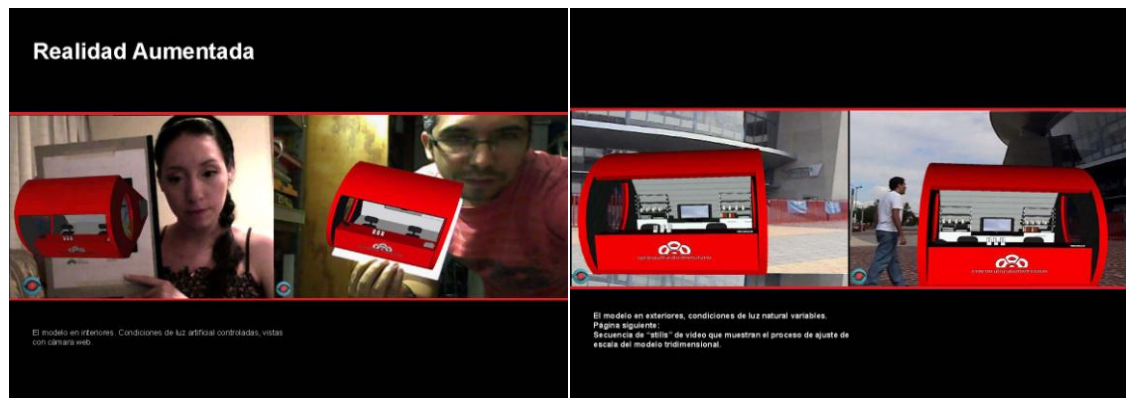 Realidad Aumentada
El modelo en interiores. Condiciones de luz artificial controladas, vistas
con cámara web.
El modelo en exteriores, condiciones de luz natural variables.
Página siguiente:
Secuencia de “stills” de video que muestran el proceso de ajuste de
escala del modelo tridimensional.